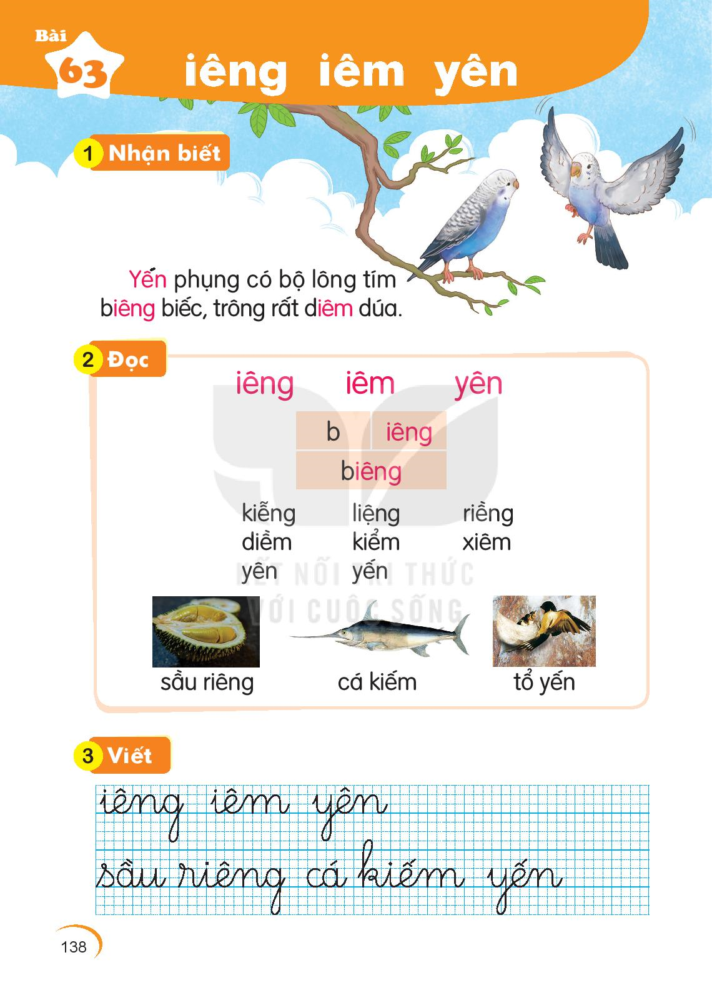 Bài
63
iêng iêm yên
1 Nhận biết
Yến phụng có bộ lông tím
biêng biếc, trông rất diêm dúa.
2 Đọc
iêng iêm yên
b iêng
biêng
kiễng liệng riềng
diềm kiểm xiêm
yên yến
KẾT NỐI TRI THỨC
VỚI CUỘC SỐNG
sầu riêng cá kiếm tổ yến
3 Viết
iêng iêm yên
sầu riêng cá kiếm yến
138